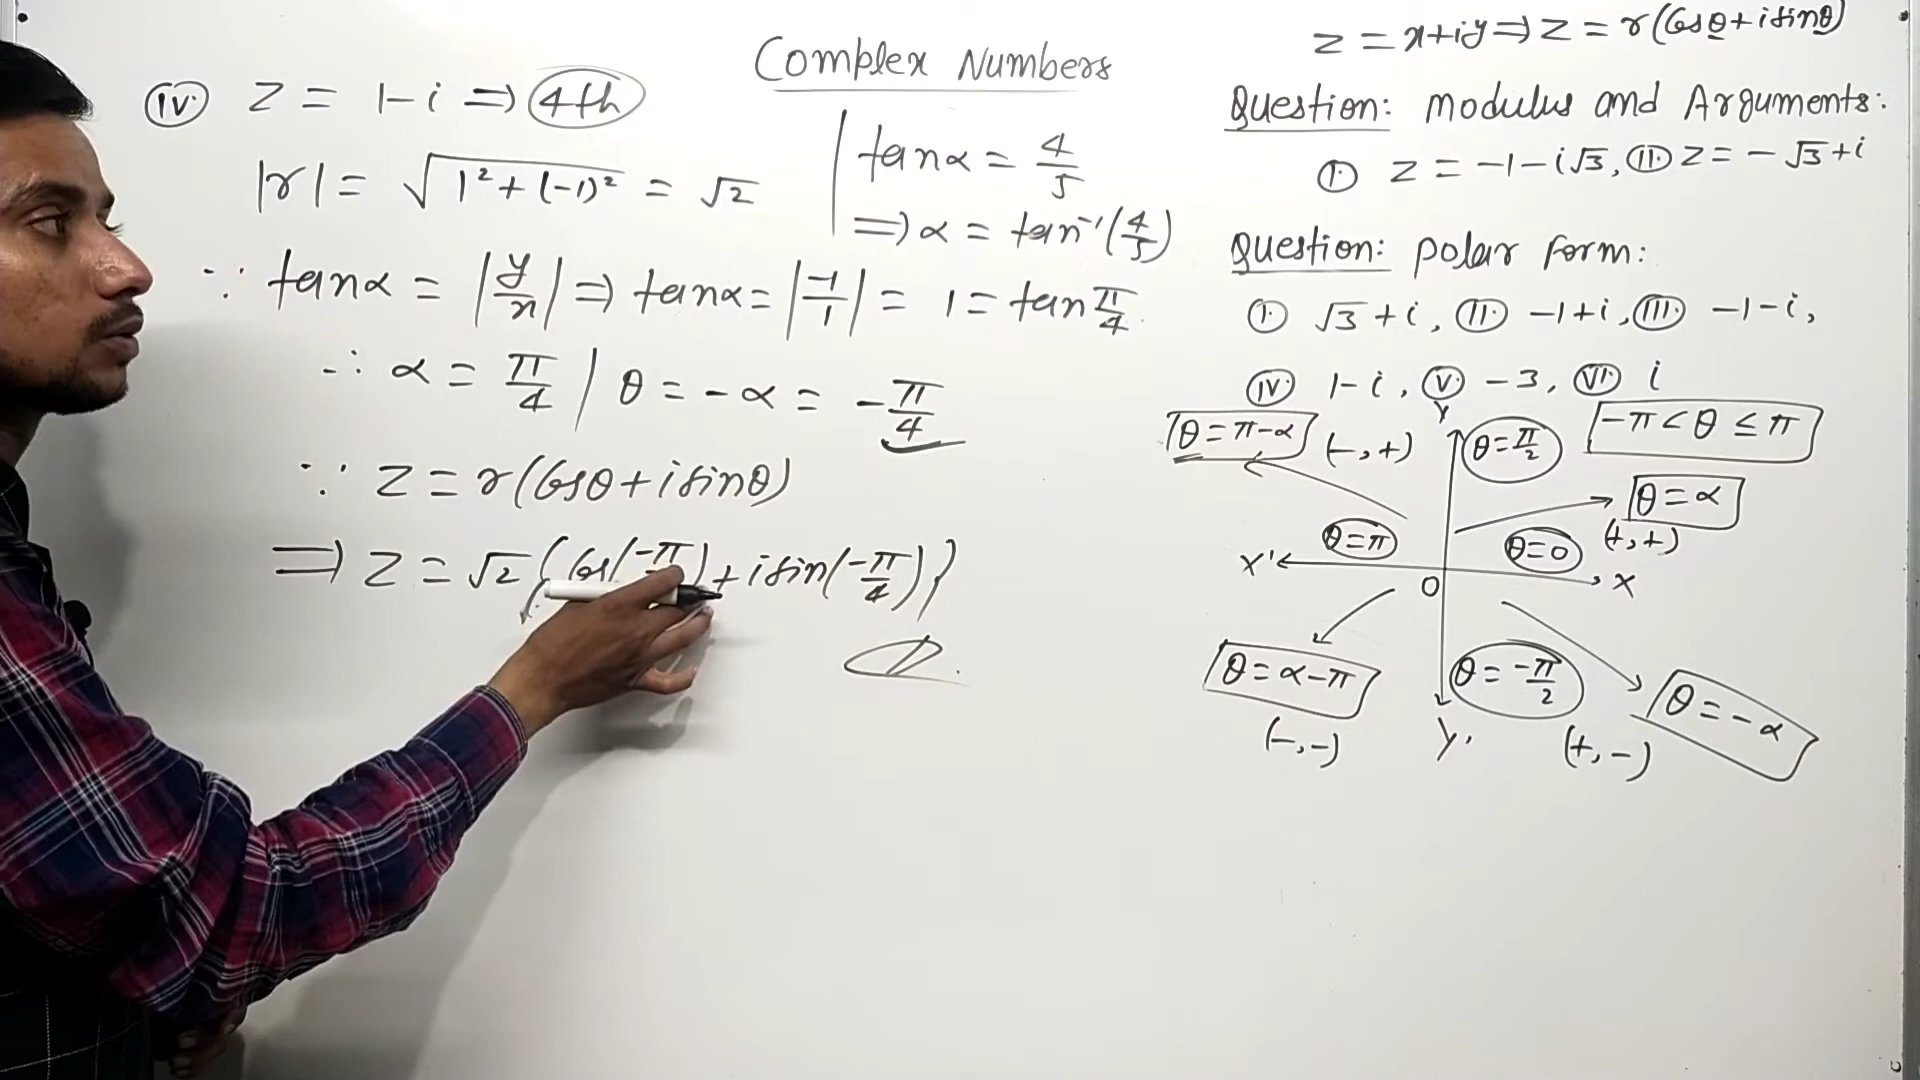 Complex Numbers
(iv) z = 1-i ⇒ 4th
|r| = √(1² + (-1)²) = √2
tanα = 4/5
⇒ α = tan⁻¹(4/5)
∵ tanα = |y/x| ⇒ tanα = |-1/1| = 1 = tan π/4
∴ α = π/4 / θ = -α = -π/4
∵ z = r(cosθ + i sinθ)
⇒ z = √2{cos(-π/) + i sin(-π/4)}
z = x+iy ⇒ z = r(cosθ + i sinθ)
Question: Modulus and Arguments:
(I) z = -1-i√3, (II) z = -√3+i
Question: polar form:
(I) √3+i, (II) -1+i, (III) -1-i,
(IV) 1-i, (V) -3, (VI) i
θ = π-α (-,+) Y θ = π/2 -π < θ ≤ π
θ = α
(+,+)
θ=π θ=0
X' O X
θ = α-π θ = -π/2 θ = -α
(-,-) Y' (+,-)